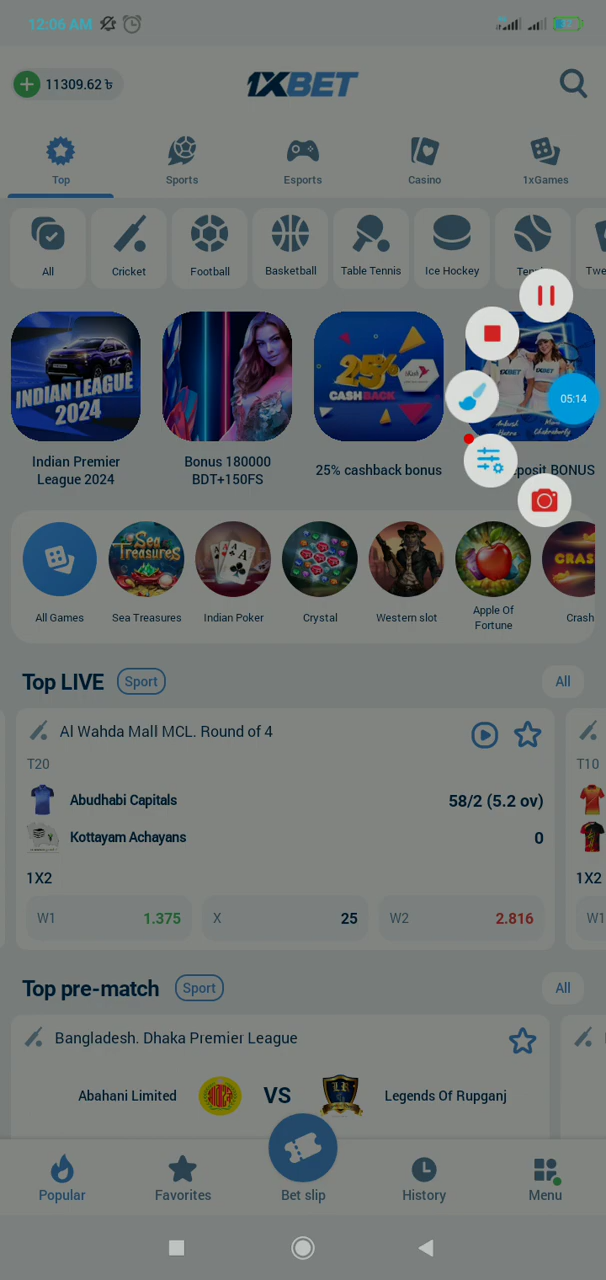 12:06 AM
11309.62 ৳
1XBET
Top
Sports
Esports
Casino
1xGames
All
Cricket
Football
Basketball
Table Tennis
Ice Hockey
INDIAN LEAGUE
2024
25%
CASHBACK
1XBET
1XBET
05:14
Indian Premier
League 2024
Bonus 180000
BDT+150FS
25% cashback bonus
posit BONUS
Sea
Treasures
CRAS
All Games
Sea Treasures
Indian Poker
Crystal
Western slot
Apple Of
Fortune
Crash
Top LIVE
Sport
All
Al Wahda Mall MCL. Round of 4
T20
T10
Abudhabi Capitals
58/2 (5.2 ov)
Kottayam Achayans
0
1X2
1X2
W1
1.375
X
25
W2
2.816
W1
Top pre-match
Sport
All
Bangladesh. Dhaka Premier League
Abahani Limited
VS
Legends Of Rupganj
Popular
Favorites
Bet slip
History
Menu